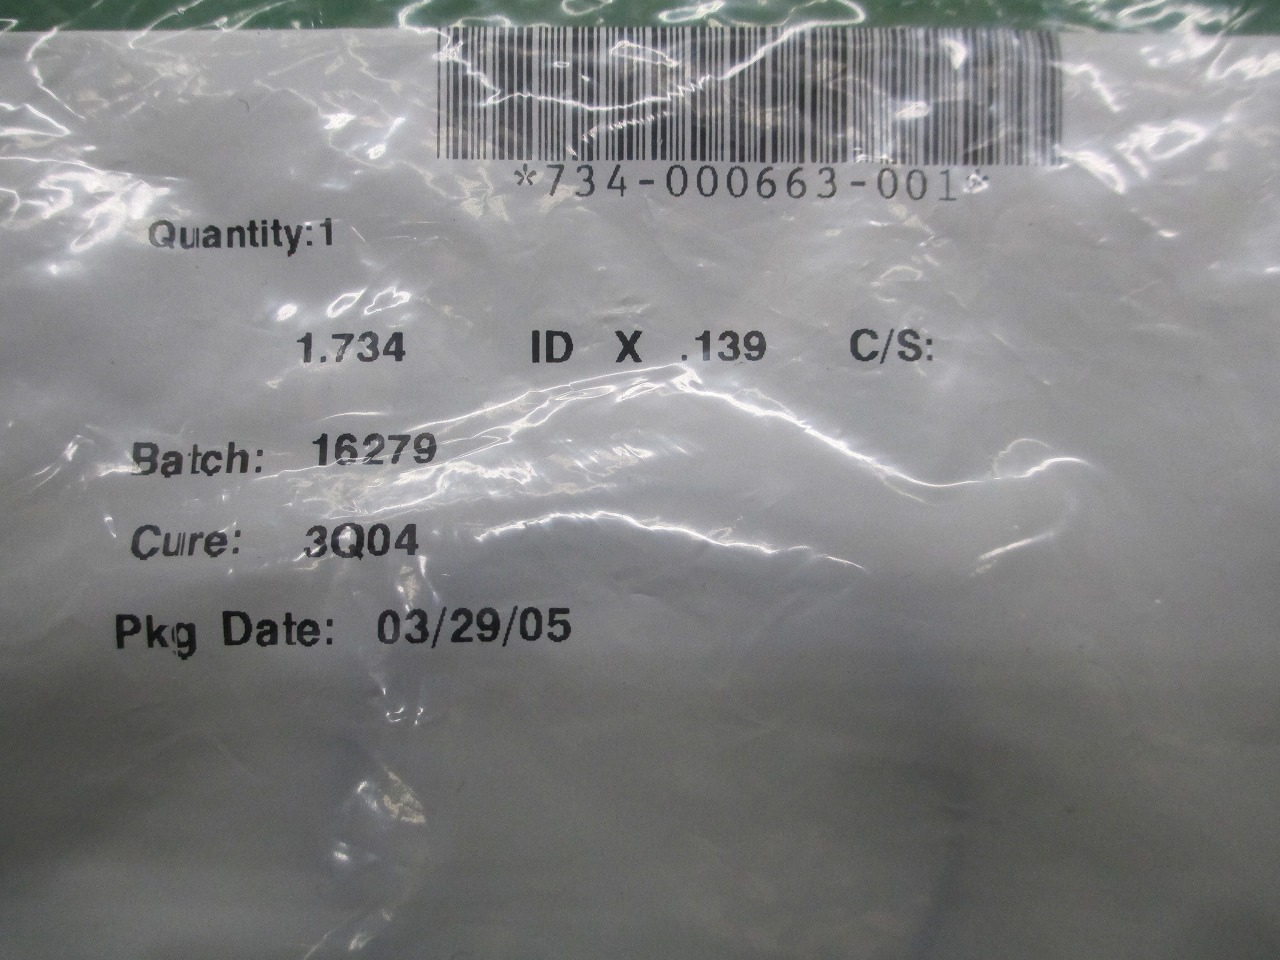 *734-000663-001*
Quantity:1
1.734 ID X .139 C/S:
Batch: 16279
Cure: 3Q04
Pkg Date: 03/29/05